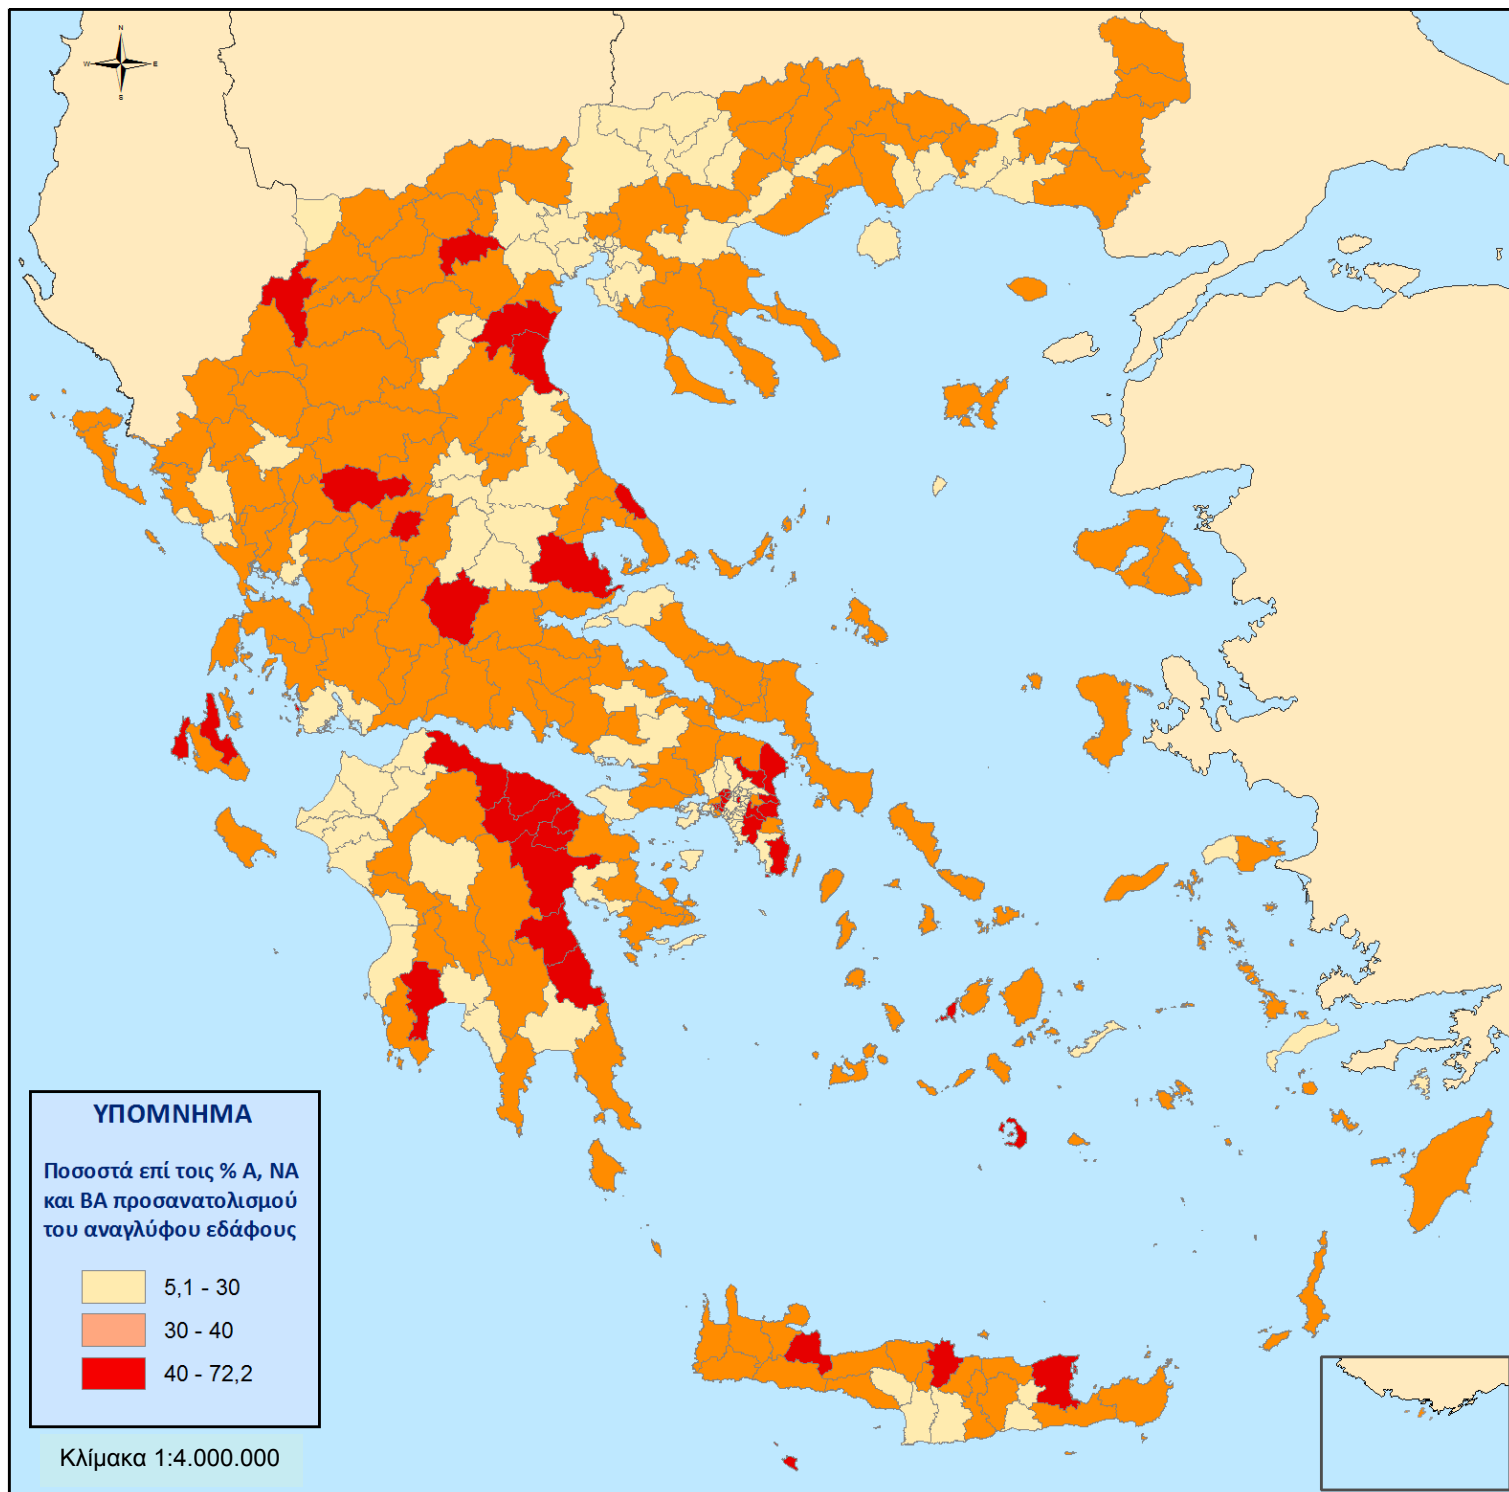 N
W E
S
ΥΠΟΜΝΗΜΑ
Ποσοστά επί τοις % Α, ΝΑ
και ΒΑ προσανατολισμού
του αναγλύφου εδάφους
5,1 - 30
30 - 40
40 - 72,2
Κλίμακα 1:4.000.000